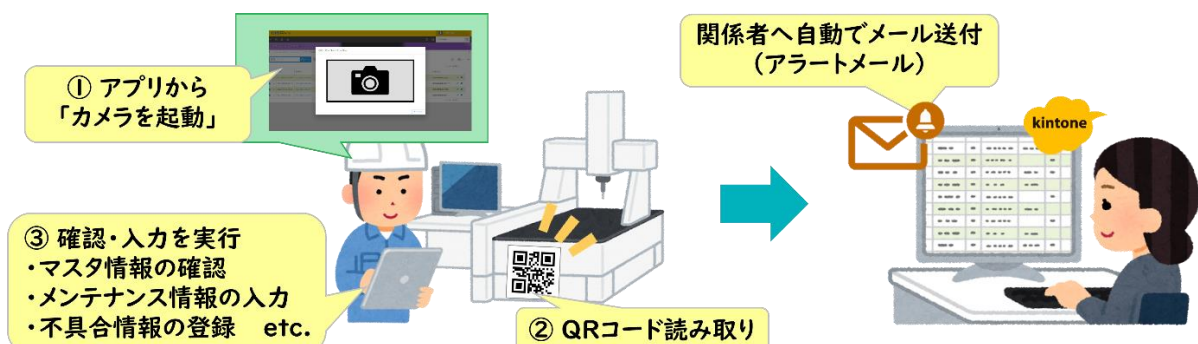 ① アプリから
「カメラを起動」
② QRコード読み取り
③ 確認・入力を実行
・マスタ情報の確認
・メンテナンス情報の入力
・不具合情報の登録　etc.
関係者へ自動でメール送付
（アラートメール）
kintone